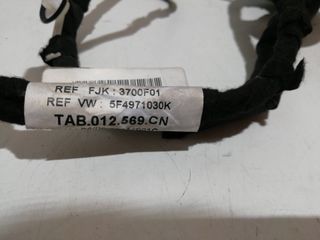 REF FJK : 3700F01
REF VW : 5F4971030K
TAB.012.569.CN